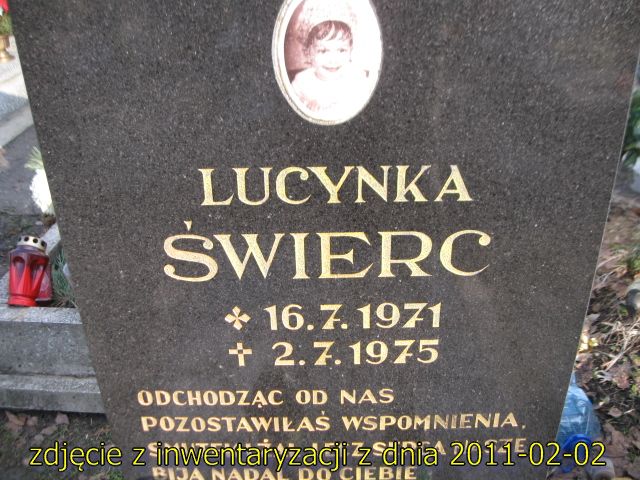 LUCYNKA
ŚWIERC
16.7.1971
✝ 2.7.1975
ODCHODZĄC OD NAS
POZOSTAWIŁAŚ WSPOMNIENIA,
BIJĄ NADAL DO CIEBIE
zdjęcie z inwentaryzacji z dnia 2011-02-02